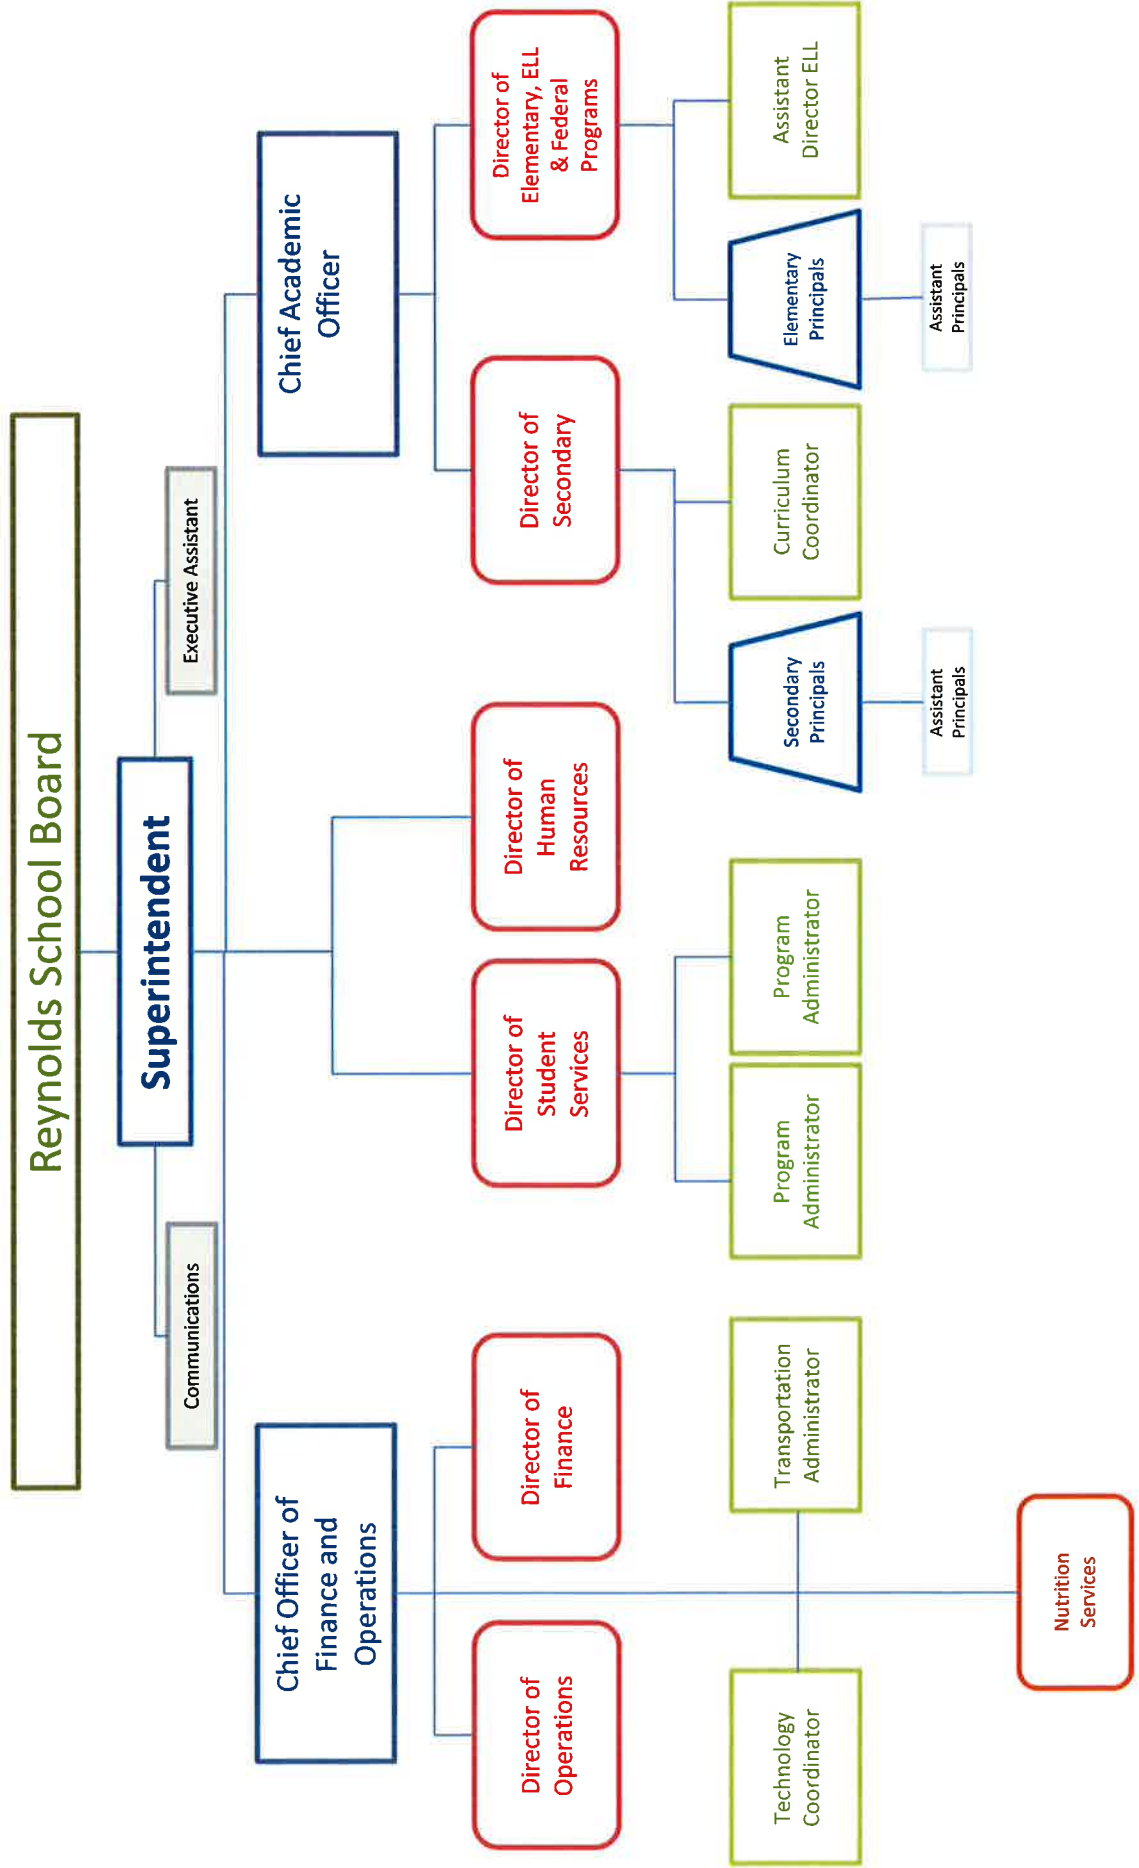 Reynolds School Board
Superintendent
Communications
Executive Assistant
Chief Officer of
Finance and
Operations
Chief Academic
Officer
Director of
Operations
Director of
Finance
Director of
Student
Services
Director of
Human
Resources
Director of
Secondary
Director of
Elementary, ELL
& Federal
Programs
Technology
Coordinator
Transportation
Administrator
Program
Administrator
Program
Administrator
Secondary
Principals
Curriculum
Coordinator
Elementary
Principals
Assistant
Director ELL
Assistant
Principals
Assistant
Principals
Nutrition
Services